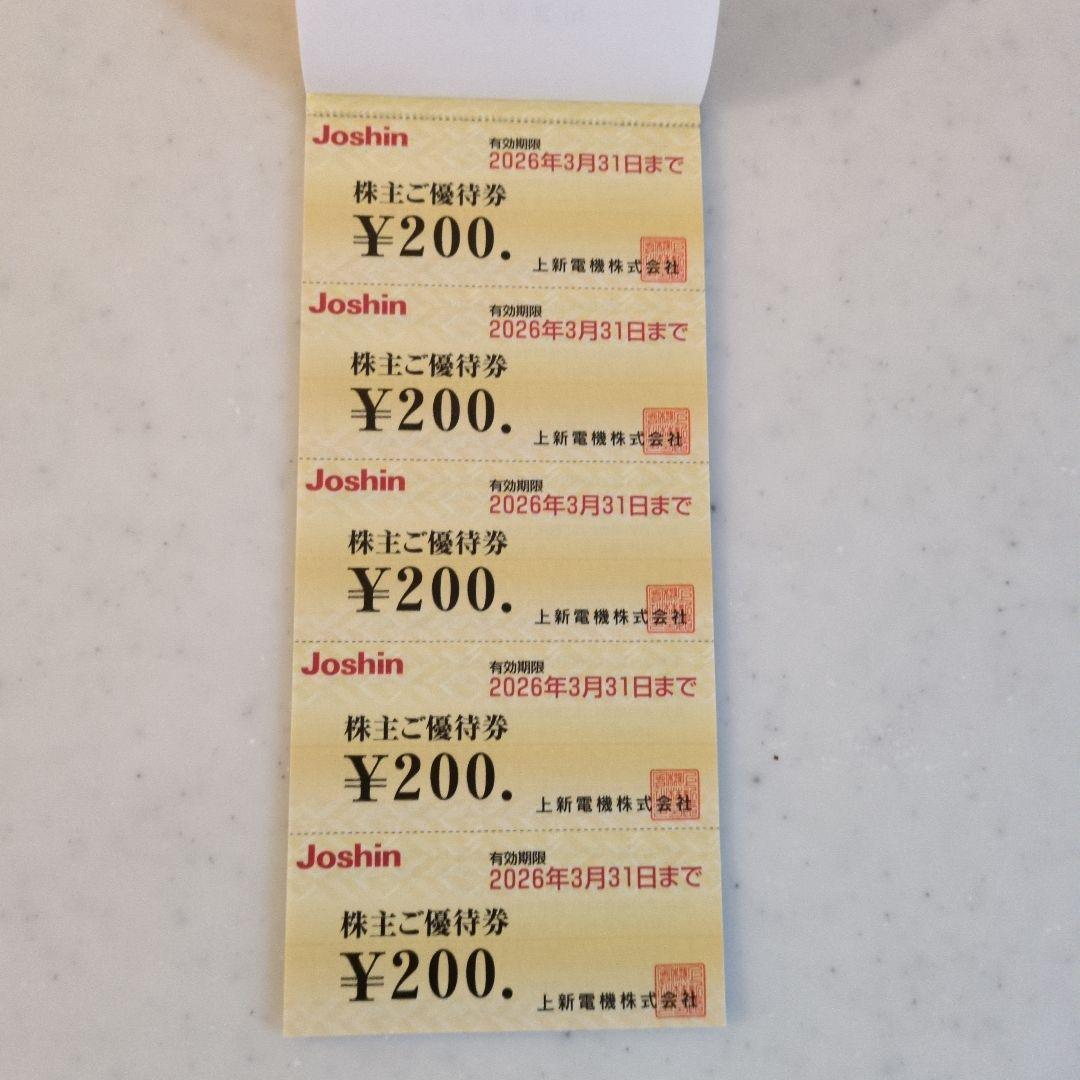 Joshin
有効期限
2026年3月31日まで
株主ご優待券
¥200.
上新電機株式会社
Joshin
有効期限
2026年3月31日まで
株主ご優待券
¥200.
上新電機株式会社
Joshin
有効期限
2026年3月31日まで
株主ご優待券
¥200.
上新電機株式会社
Joshin
有効期限
2026年3月31日まで
株主ご優待券
¥200.
上新電機株式会社
Joshin
有効期限
2026年3月31日まで
株主ご優待券
¥200.
上新電機株式会社